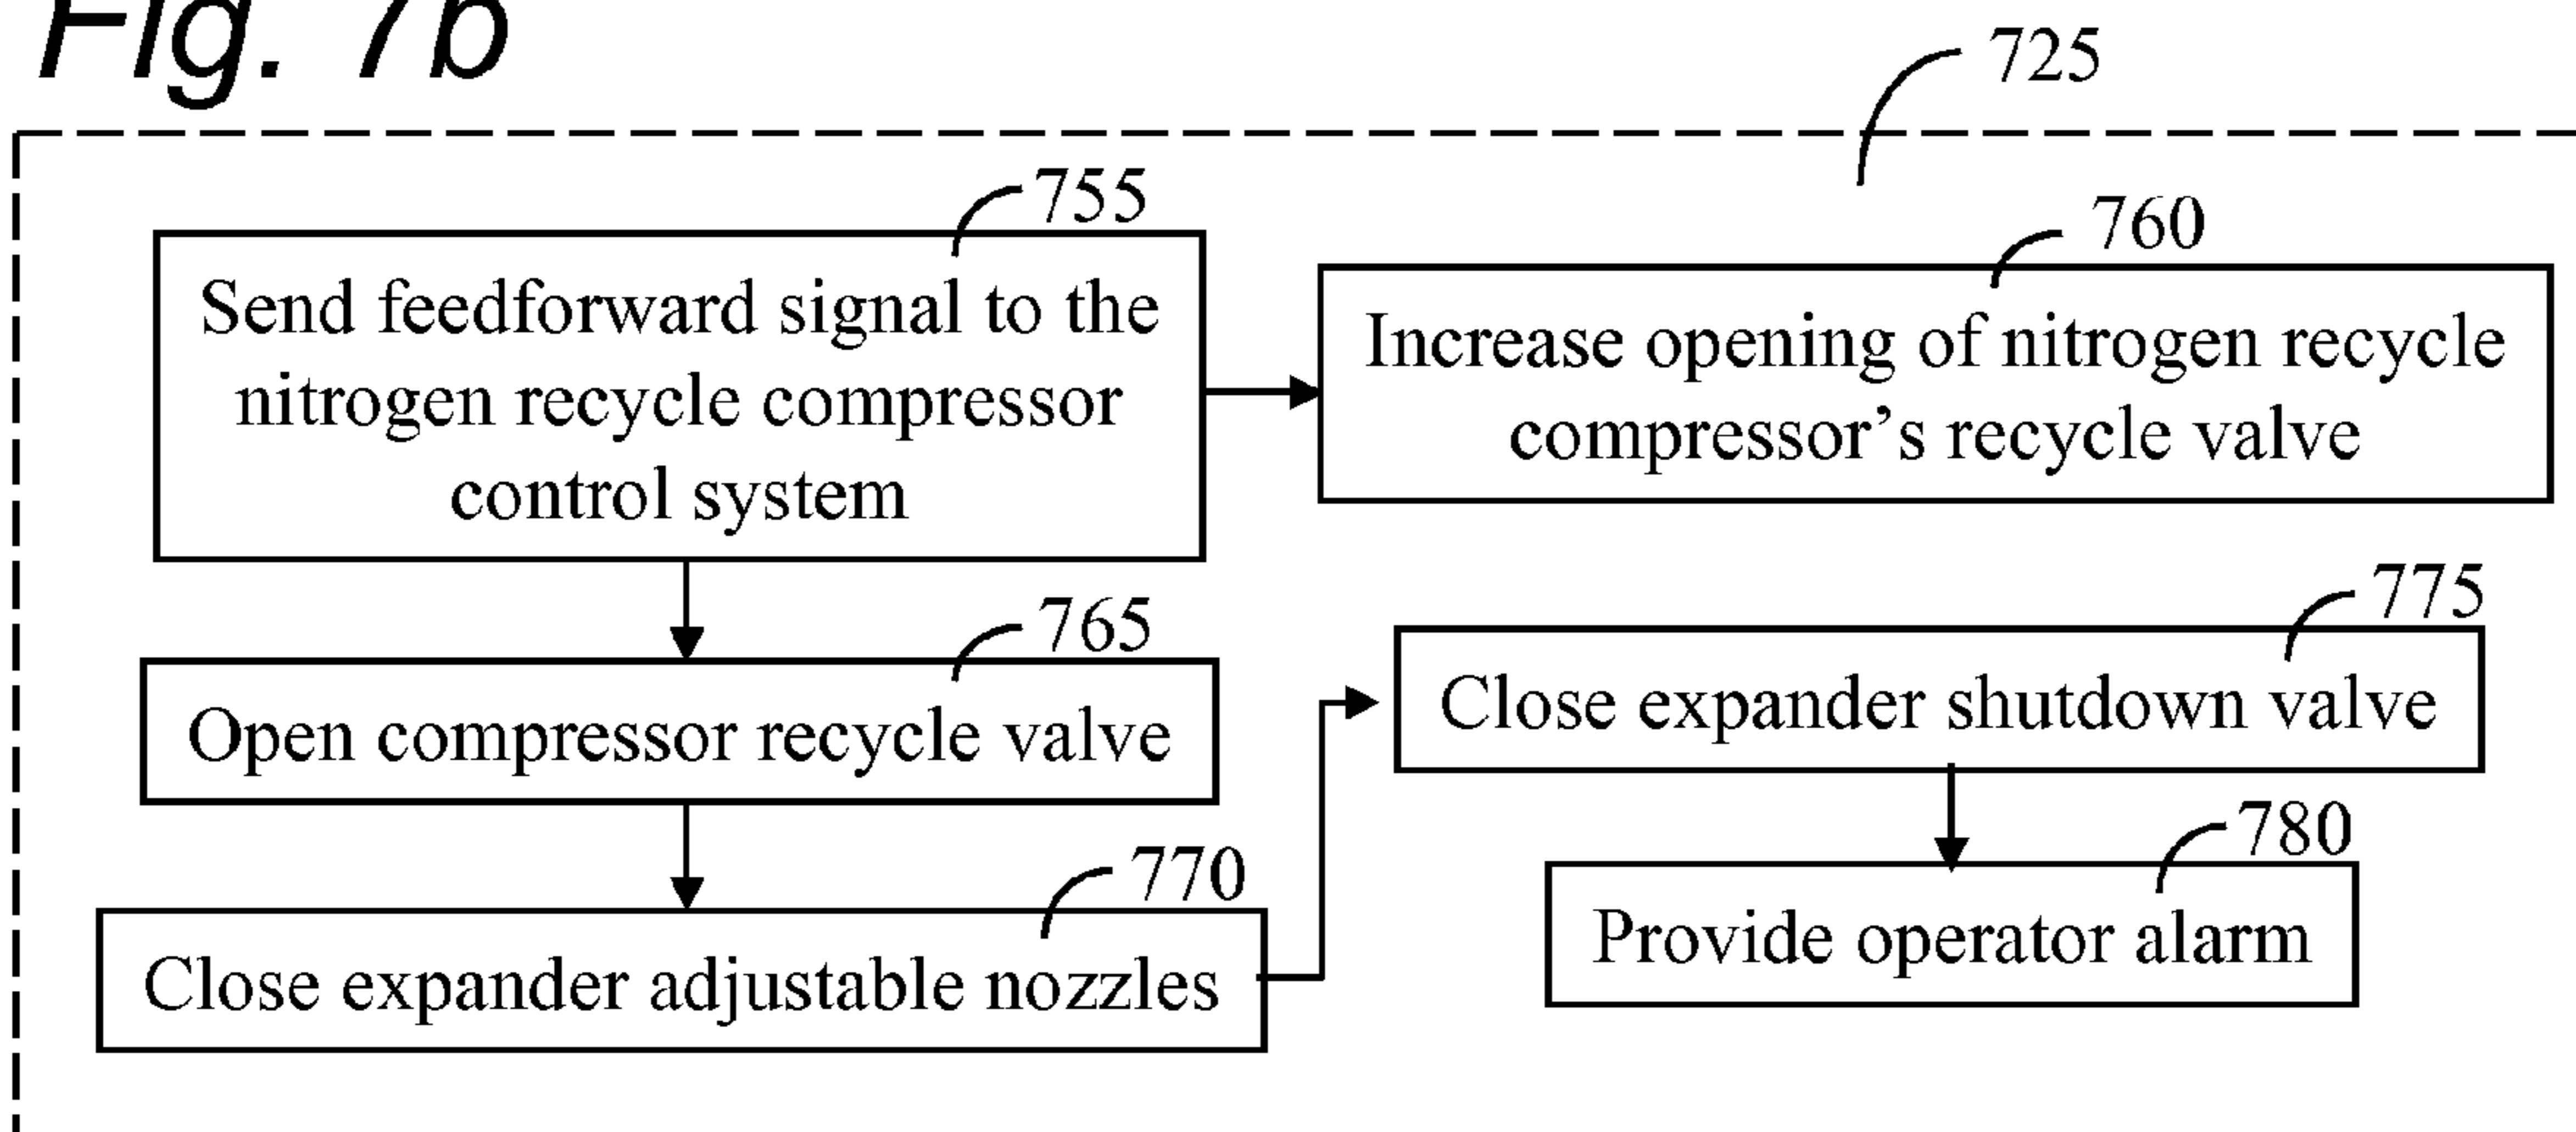 Fig. 7b
725
755
Send feedforward signal to the
nitrogen recycle compressor
control system
760
Increase opening of nitrogen recycle
compressor’s recycle valve
765
Open compressor recycle valve
770
Close expander adjustable nozzles
775
Close expander shutdown valve
780
Provide operator alarm